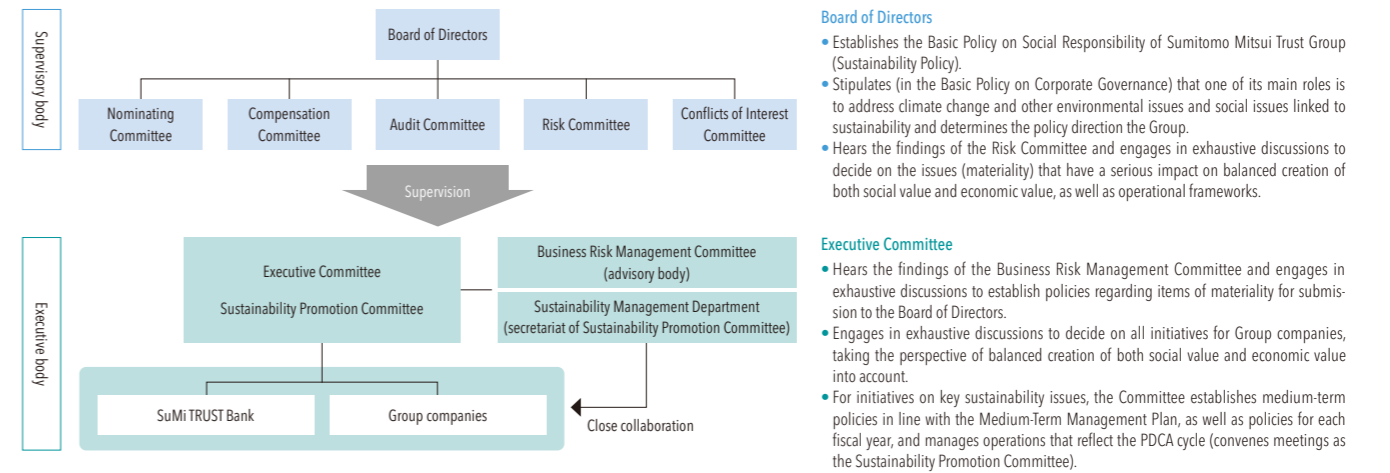 Supervisory body
Board of Directors
Nominating
Committee
Compensation
Committee
Audit Committee
Risk Committee
Conflicts of Interest
Committee
Supervision
Executive body
Executive Committee
Sustainability Promotion Committee
Business Risk Management Committee
(advisory body)
Sustainability Management Department
(secretariat of Sustainability Promotion Committee)
SuMi TRUST Bank
Group companies
Close collaboration
Board of Directors
• Establishes the Basic Policy on Social Responsibility of Sumitomo Mitsui Trust Group
(Sustainability Policy).
• Stipulates (in the Basic Policy on Corporate Governance) that one of its main roles is
to address climate change and other environmental issues and social issues linked to
sustainability and determines the policy direction the Group.
• Hears the findings of the Risk Committee and engages in exhaustive discussions to
decide on the issues (materiality) that have a serious impact on balanced creation of
both social value and economic value, as well as operational frameworks.
Executive Committee
• Hears the findings of the Business Risk Management Committee and engages in
exhaustive discussions to establish policies regarding items of materiality for submis-
sion to the Board of Directors.
• Engages in exhaustive discussions to decide on all initiatives for Group companies,
taking the perspective of balanced creation of both social value and economic value
into account.
• For initiatives on key sustainability issues, the Committee establishes medium-term
policies in line with the Medium-Term Management Plan, as well as policies for each
fiscal year, and manages operations that reflect the PDCA cycle (convenes meetings as
the Sustainability Promotion Committee).